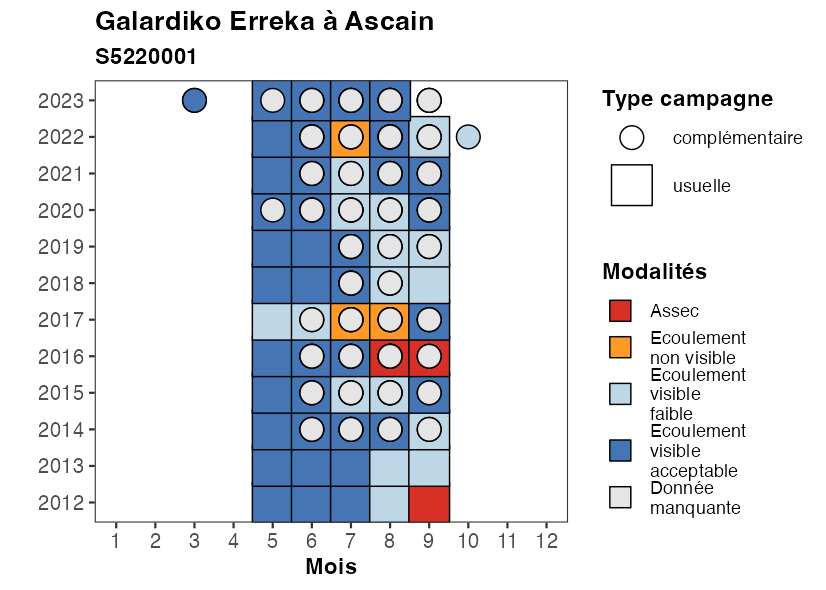 Galardiko Erreka à Ascain
S5220001
2023
2022
2021
2020
2019
2018
2017
2016
2015
2014
2013
2012
1 2 3 4 5 6 7 8 9 10 11 12
Mois
Type campagne
complémentaire
usuelle
Modalités
Assec
Ecoulement
non visible
Ecoulement
visible
faible
Ecoulement
visible
acceptable
Donnée
manquante